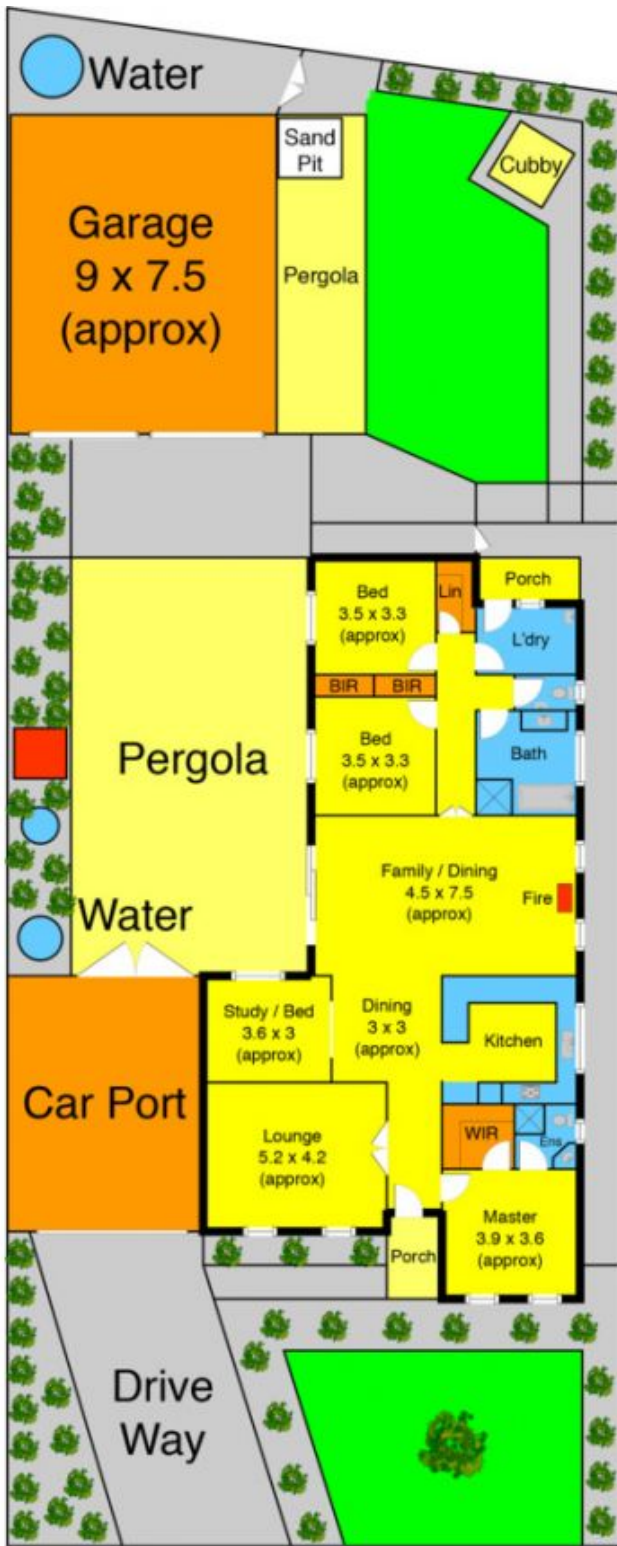 Water
Sand
Pit
Cubby
Garage
9 x 7.5
(approx)
Pergola
Porch
Bed
3.5 x 3.3
(approx)
Lin
L'dry
BIR
BIR
Bed
3.5 x 3.3
(approx)
Bath
Pergola
Family / Dining
4.5 x 7.5
(approx)
Fire
Water
Study / Bed
3.6 x 3
(approx)
Dining
3 x 3
(approx)
Kitchen
Car Port
Lounge
5.2 x 4.2
(approx)
WIR
Ens
Master
3.9 x 3.6
(approx)
Porch
Drive
Way